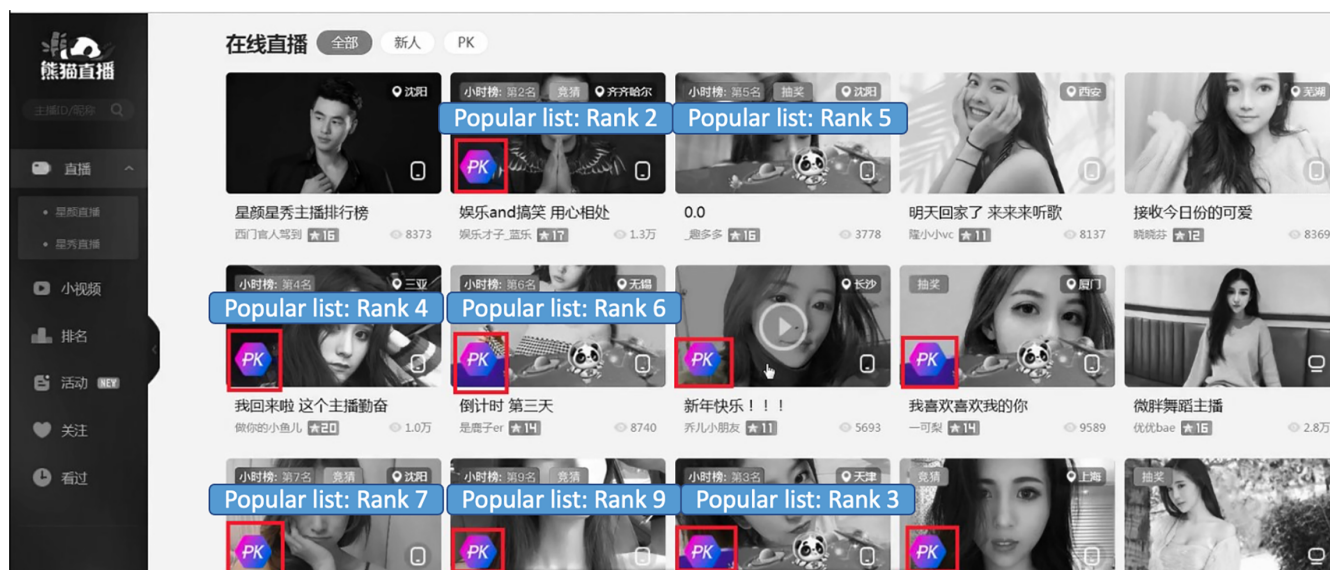 熊猫直播
主播ID/昵称
直播
星颜直播
星秀直播
小视频
排名
活动 NEW
关注
看过
在线直播 全部 新人 PK
沈阳
小时榜: 第2名 竞猜 齐齐哈尔
小时榜: 第5名 抽奖 沈阳
西安
芜湖
Popular list: Rank 2
Popular list: Rank 5
PK
星颜星秀主播排行榜
娱乐and搞笑 用心相处
0.0
明天回家了 来来来听歌
接收今日份的可爱
西门官人驾到 ★16 8373
娱乐才子_蓝乐 ★17 1.3万
_趣多多 ★16 3778
隆小小vc ★11 8137
晓晓芬 ★12 8369
小时榜: 第4名 三亚
小时榜: 第6名 无锡
长沙
抽奖 厦门
Popular list: Rank 4
Popular list: Rank 6
PK
PK
PK
PK
我回来啦 这个主播勤奋
倒计时 第三天
新年快乐！！！
我喜欢喜欢我的你
微胖舞蹈主播
做你的小鱼儿 ★20 1.0万
是鹿子er ★14 8740
乔儿小朋友 ★11 5693
一可梨 ★14 9589
优优bae ★16 2.8万
小时榜: 第7名 竞猜 沈阳
小时榜: 第9名 竞猜
小时榜: 第3名 天津
竞猜 上海
抽奖
Popular list: Rank 7
Popular list: Rank 9
Popular list: Rank 3
PK
PK
PK
PK